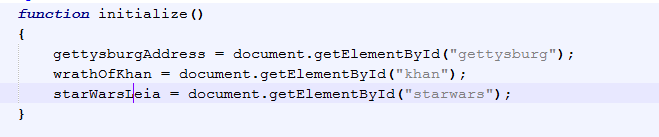 function initialize()
{
gettysburgAddress = document.getElementById("gettysburg");
wrathOfKhan = document.getElementById("khan");
starWarsLeia = document.getElementById("starwars");
}